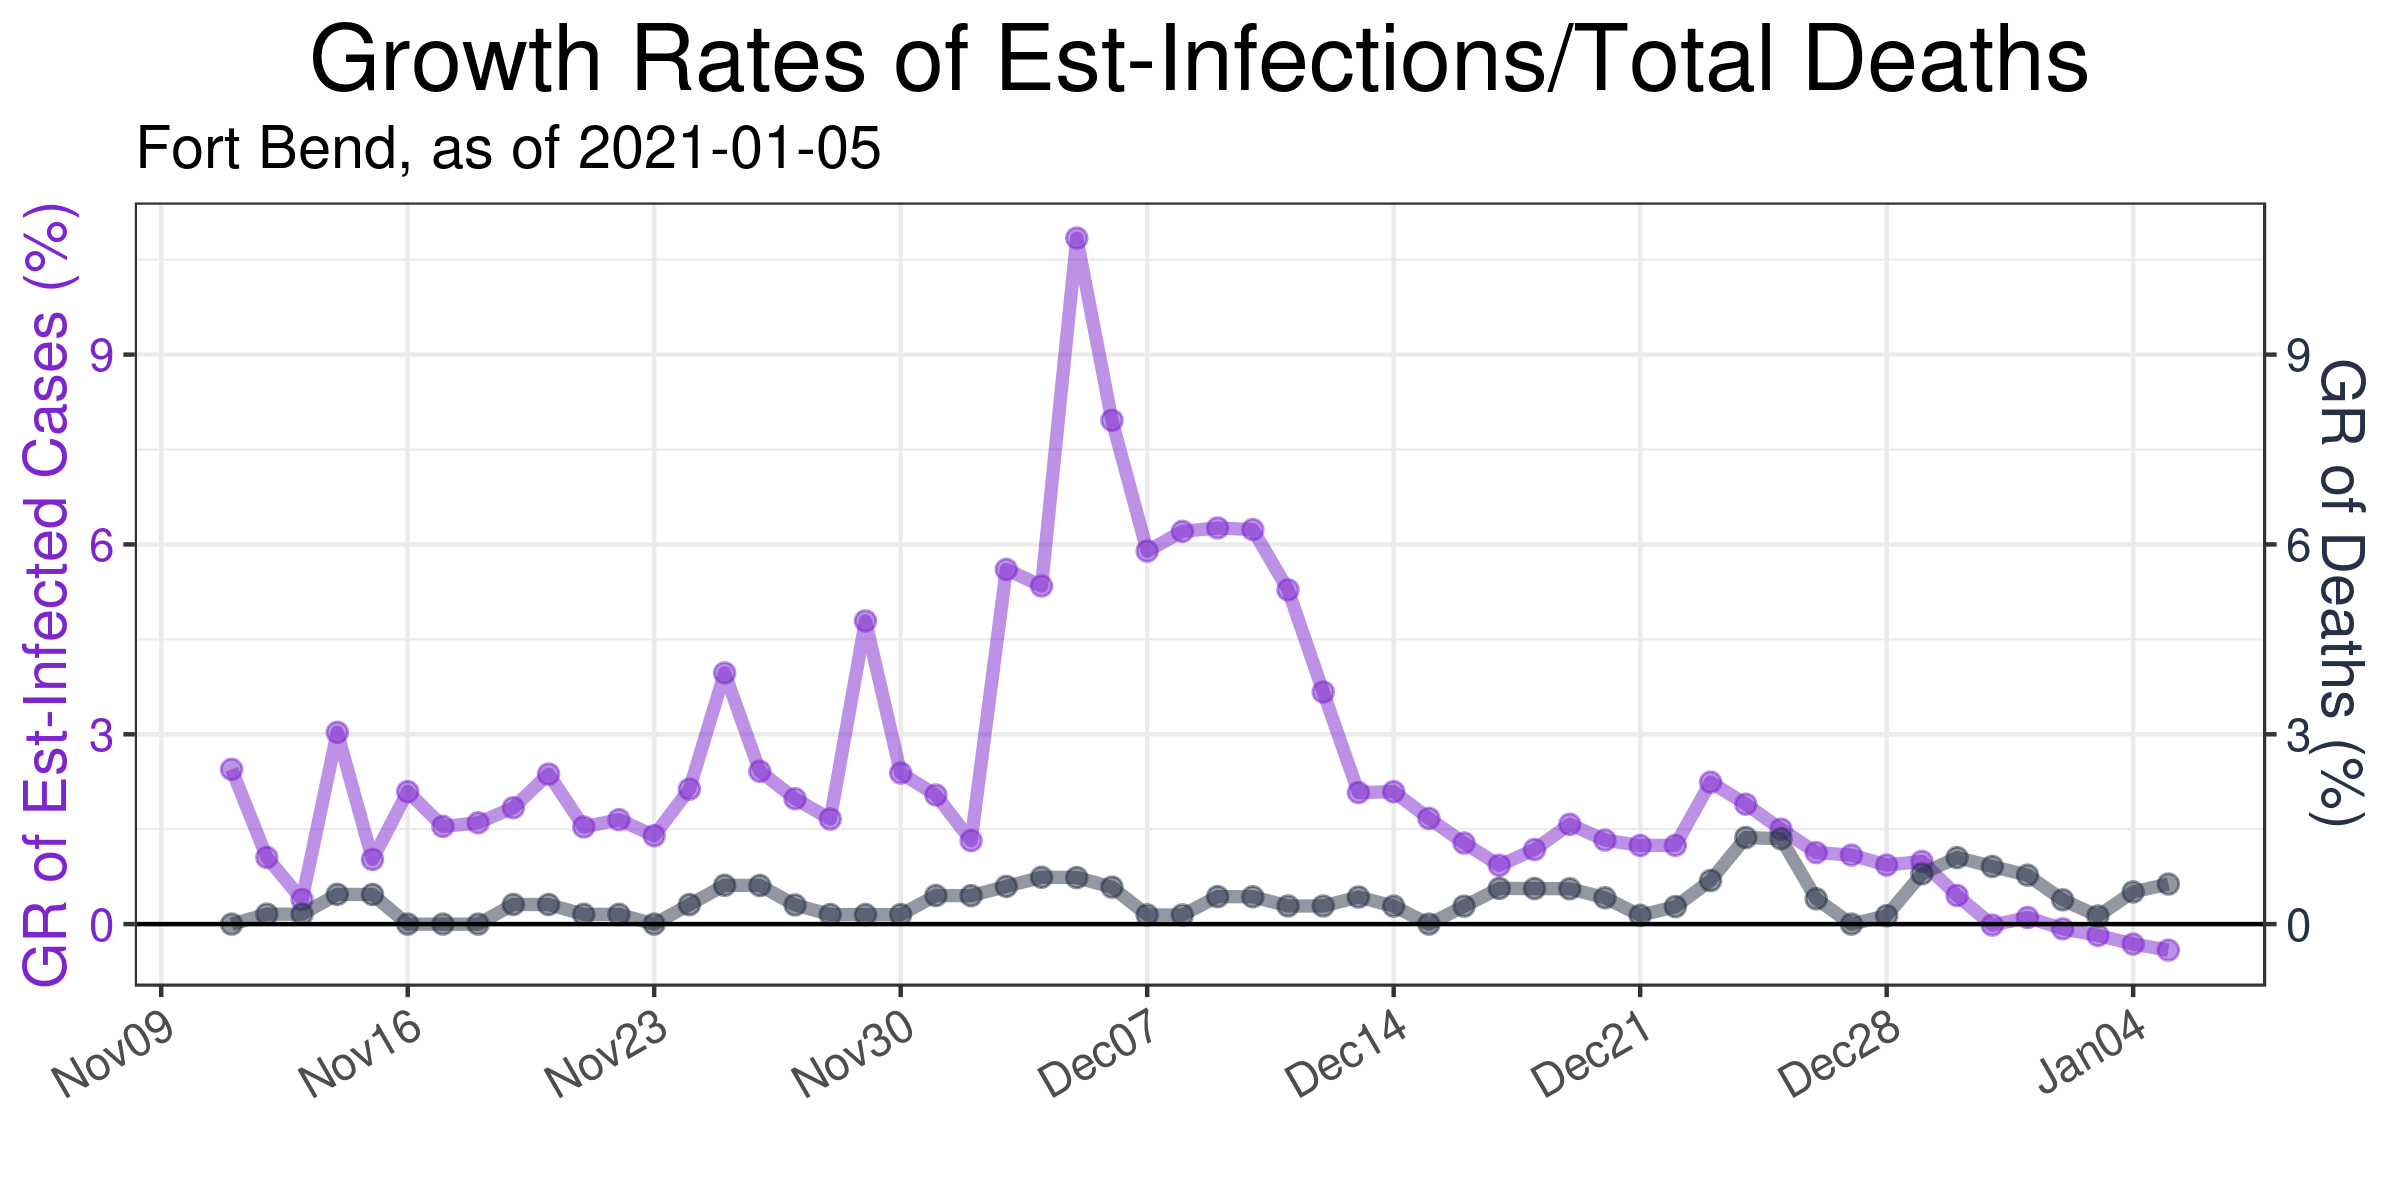 Growth Rates of Est-Infections/Total Deaths
Fort Bend, as of 2021-01-05
GR of Est-Infected Cases (%)
9
6
3
0
9
6
3
0
GR of Deaths (%)
Nov09
Nov16
Nov23
Nov30
Dec07
Dec14
Dec21
Dec28
Jan04